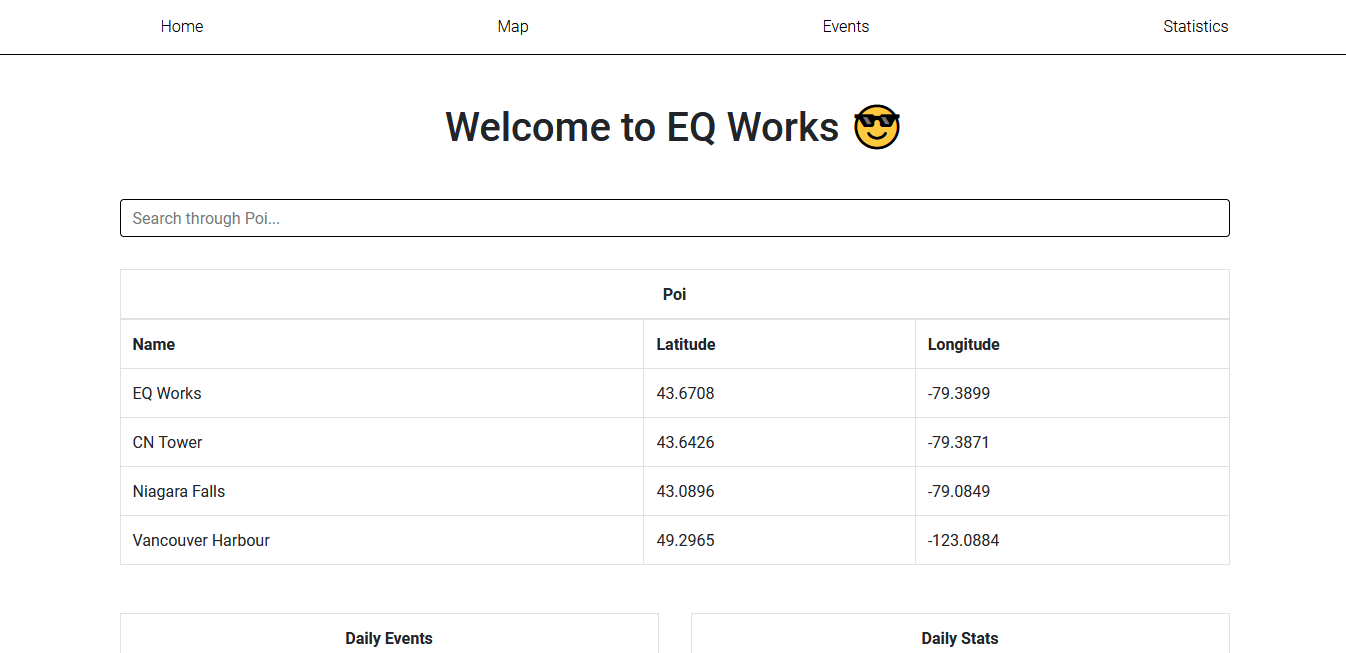 Home Map Events Statistics
Welcome to EQ Works 😎
Search through Poi...
Poi
Name Latitude Longitude
EQ Works 43.6708 -79.3899
CN Tower 43.6426 -79.3871
Niagara Falls 43.0896 -79.0849
Vancouver Harbour 49.2965 -123.0884
Daily Events Daily Stats